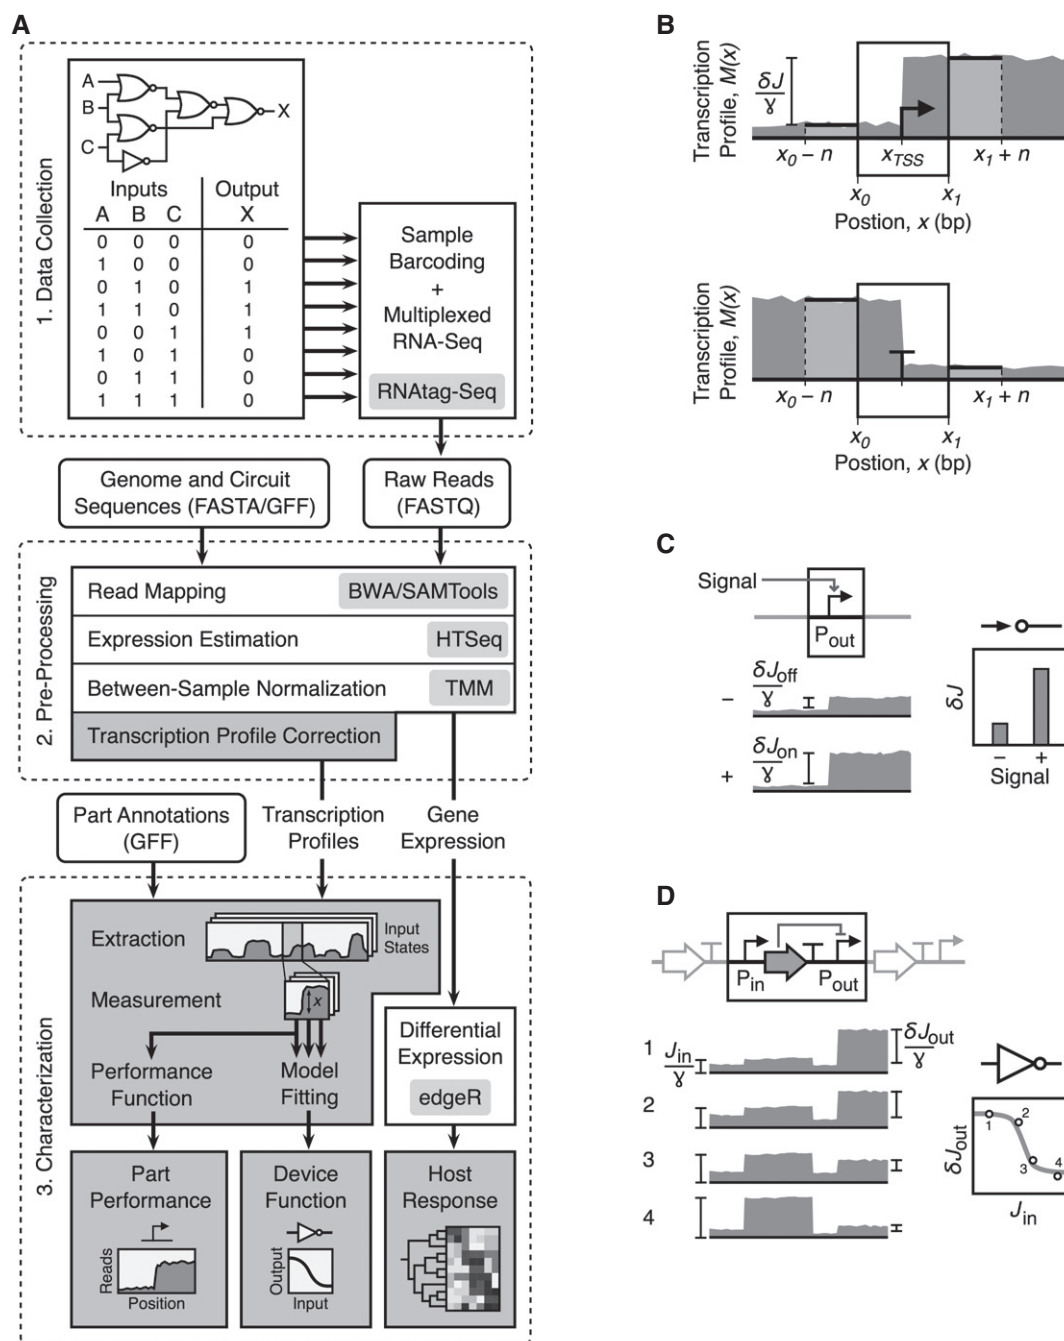 A
1. Data Collection
A
B
C
X
Inputs Output
A B C X
0 0 0 0
1 0 0 0
0 1 0 1
1 1 0 1
0 0 1 1
1 0 1 0
0 1 1 0
1 1 1 0
Sample
Barcoding
+
Multiplexed
RNA-Seq
RNAtag-Seq
Genome and Circuit
Sequences (FASTA/GFF)
Raw Reads
(FASTQ)
2. Pre-Processing
Read Mapping BWA/SAMTools
Expression Estimation HTSeq
Between-Sample Normalization TMM
Transcription Profile Correction
Part Annotations
(GFF)
Transcription
Profiles
Gene
Expression
3. Characterization
Extraction
Input
States
Measurement
x
Performance
Function
Model
Fitting
Differential
Expression
edgeR
Part
Performance
Reads
Position
Device
Function
Output
Input
Host
Response
B
Transcription
Profile, M(x)
δJ
γ
x0 – n xTSS x1 + n
x0 x1
Postion, x (bp)
Transcription
Profile, M(x)
x0 – n x1 + n
x0 x1
Postion, x (bp)
C
Signal
Pout
–
δJoff
γ
+
δJon
γ
δJ
– +
Signal
D
Pin Pout
1
Jin
γ
δJout
γ
2
3
4
δJout
1
2
3
4
Jin